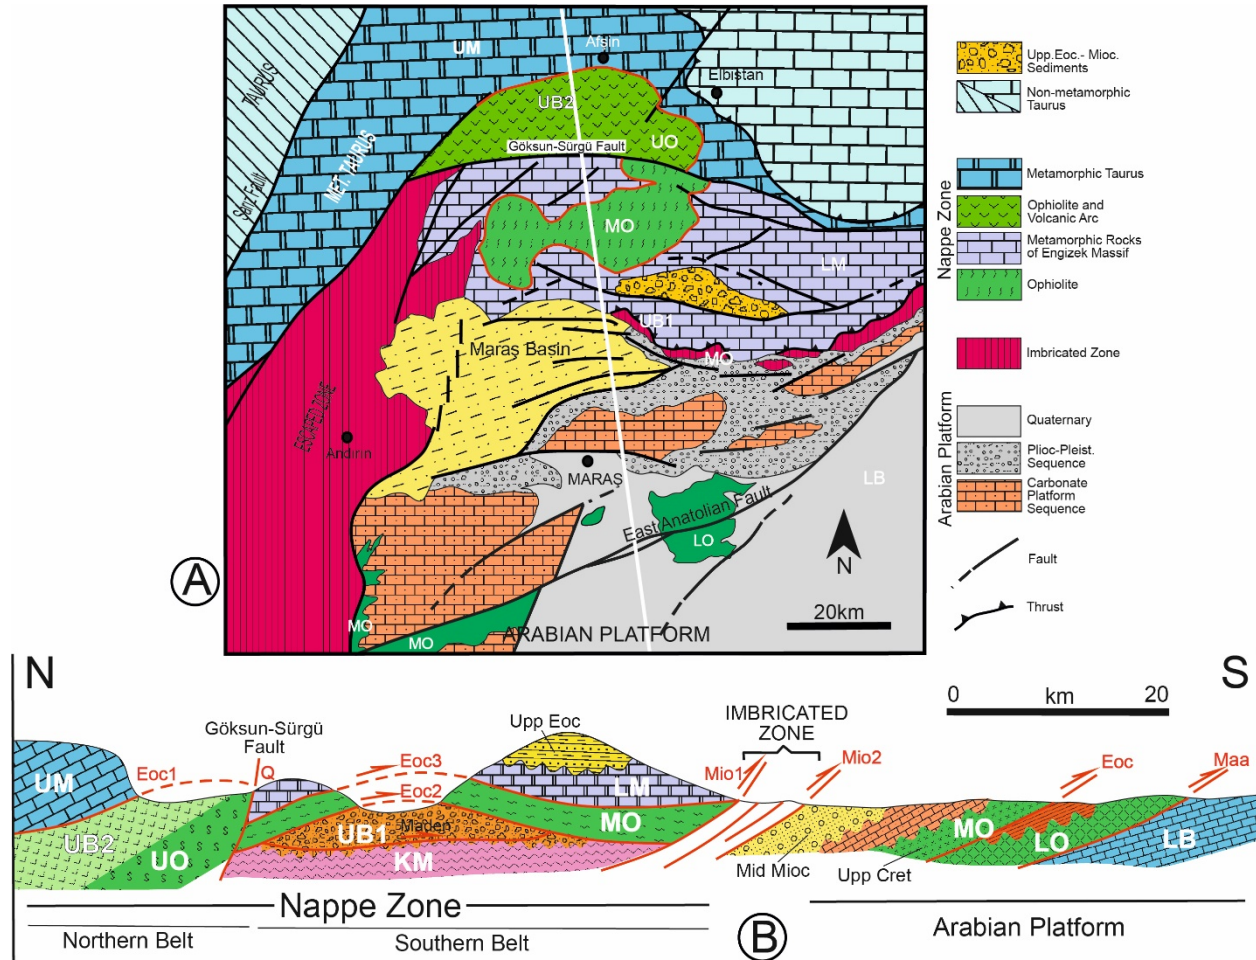 UM
Afsin
TAURUS
Elbistan
UB2
UO
Göksun-Sürgü Fault
MET. TAURUS
MO
LM
UB1
Maraş Basin
MO
ESCAPED ZONE
Andırın
MARAŞ
LB
East Anatolian Fault
LO
N
MO
MO
ARABIAN PLATFORM
20km
A
Upp.Eoc.- Mioc.
Sediments
Non-metamorphic
Taurus
Nappe Zone
Metamorphic Taurus
Ophiolite and
Volcanic Arc
Metamorphic Rocks
of Engizek Massif
Ophiolite
Imbricated Zone
Arabian Platform
Quaternary
Plioc-Pleist.
Sequence
Carbonate
Platform
Sequence
Fault
Thrust
N
S
0 km 20
Göksun-Sürgü
Fault
Upp Eoc
IMBRICATED
ZONE
UM
Eoc1
Q
Eoc3
Eoc2
LM
Mio1
Mio2
Eoc
Maa
UB2
UO
UB1
Maden
MO
KM
Mid Mioc
Upp Cret
MO
LO
LB
Nappe Zone
Northern Belt
Southern Belt
B
Arabian Platform